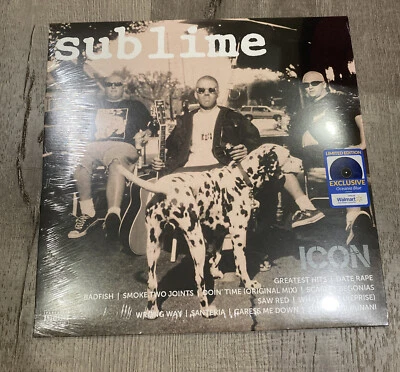 sublime
LIMITED EDITION
EXCLUSIVE
Walmart
ICON
GREATEST HITS | DATE RAPE
BADFISH | SMOKE TWO JOINTS | DOIN' TIME (ORIGINAL MIX)
SAW RED
WRONG WAY | SANTERIA | CARESS ME DOWN